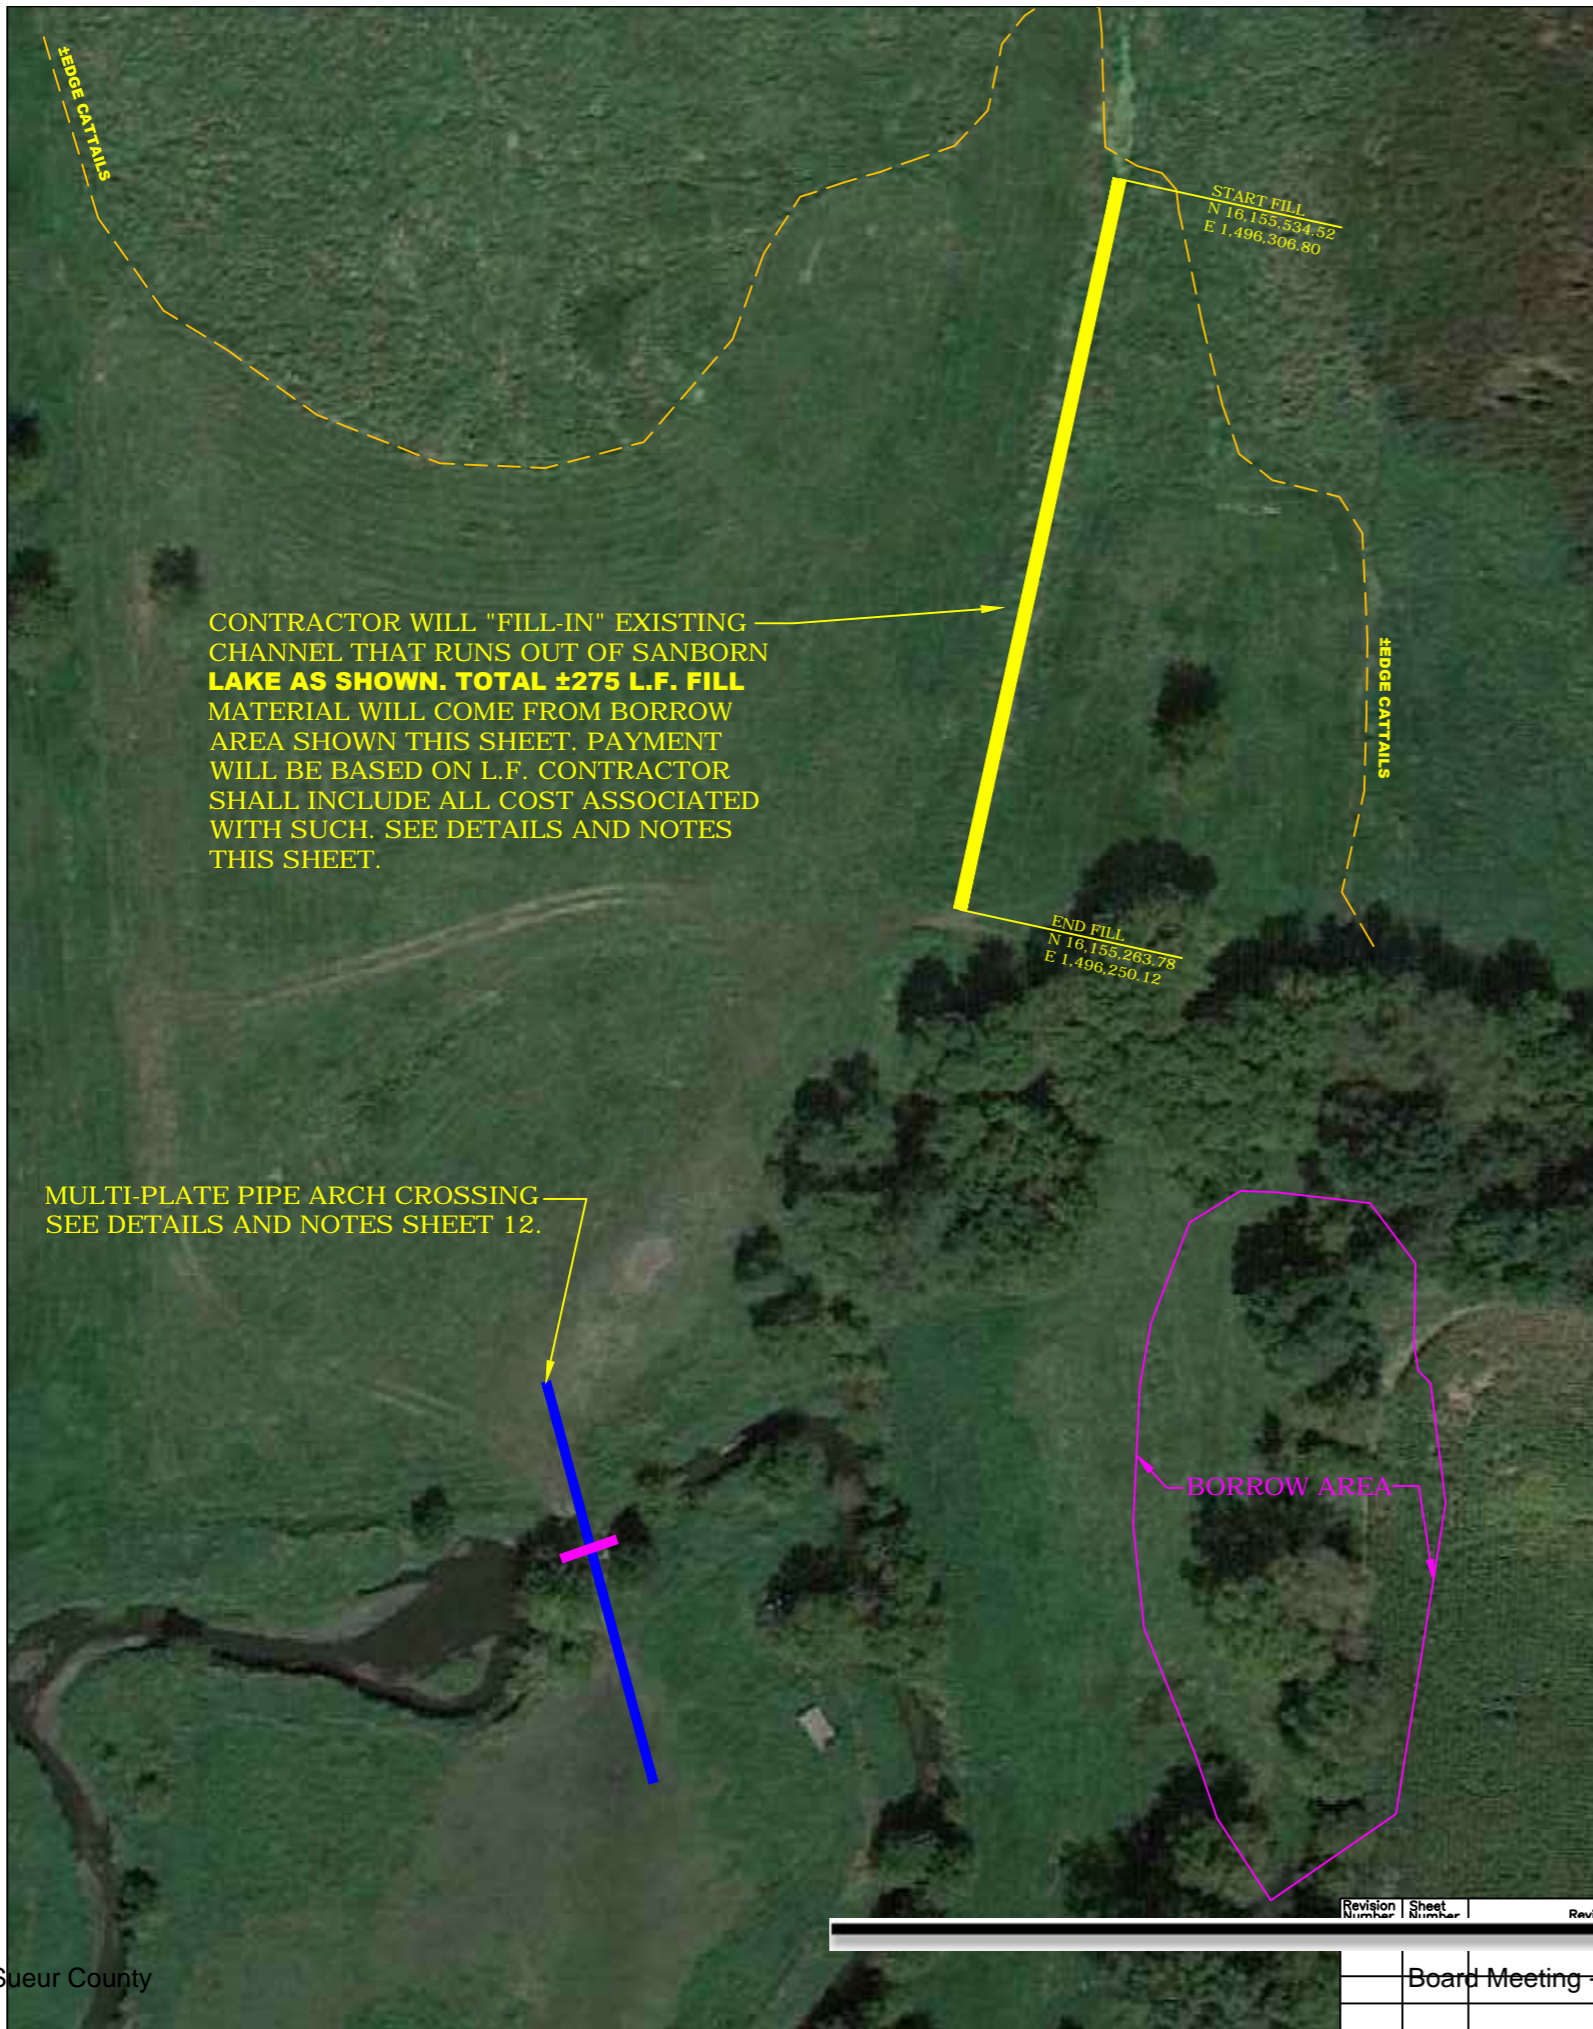 ±EDGE CATTAILS
START FILL
N 16,155,534.52
E 1,496,306.80
CONTRACTOR WILL "FILL-IN" EXISTING
CHANNEL THAT RUNS OUT OF SANBORN
LAKE AS SHOWN. TOTAL ±275 L.F. FILL
MATERIAL WILL COME FROM BORROW
AREA SHOWN THIS SHEET. PAYMENT
WILL BE BASED ON L.F. CONTRACTOR
SHALL INCLUDE ALL COST ASSOCIATED
WITH SUCH. SEE DETAILS AND NOTES
THIS SHEET.
±EDGE CATTAILS
END FILL
N 16,155,263.78
E 1,496,250.12
MULTI-PLATE PIPE ARCH CROSSING
SEE DETAILS AND NOTES SHEET 12.
BORROW AREA
Revision
Number
Sheet
Number
Sueur County
Board Meeting -